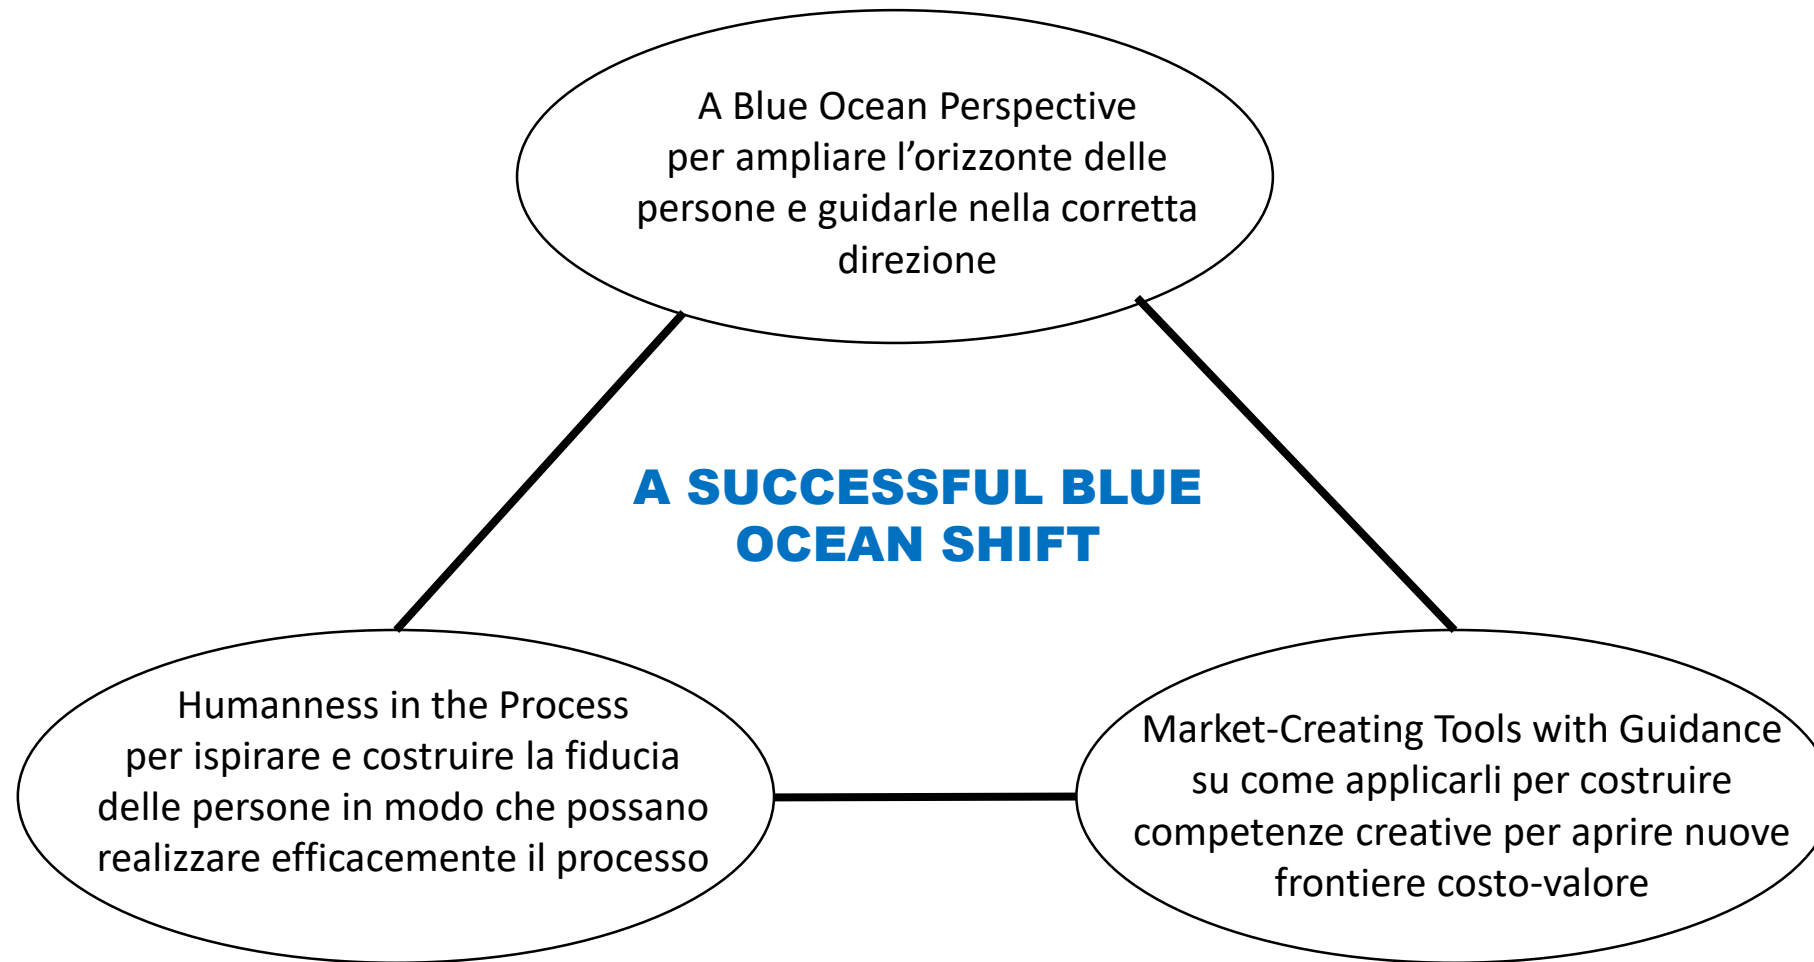 A Blue Ocean Perspective
per ampliare l’orizzonte delle
persone e guidarle nella corretta
direzione
A SUCCESSFUL BLUE
OCEAN SHIFT
Humanness in the Process
per ispirare e costruire la fiducia
delle persone in modo che possano
realizzare efficacemente il processo
Market-Creating Tools with Guidance
su come applicarli per costruire
competenze creative per aprire nuove
frontiere costo-valore